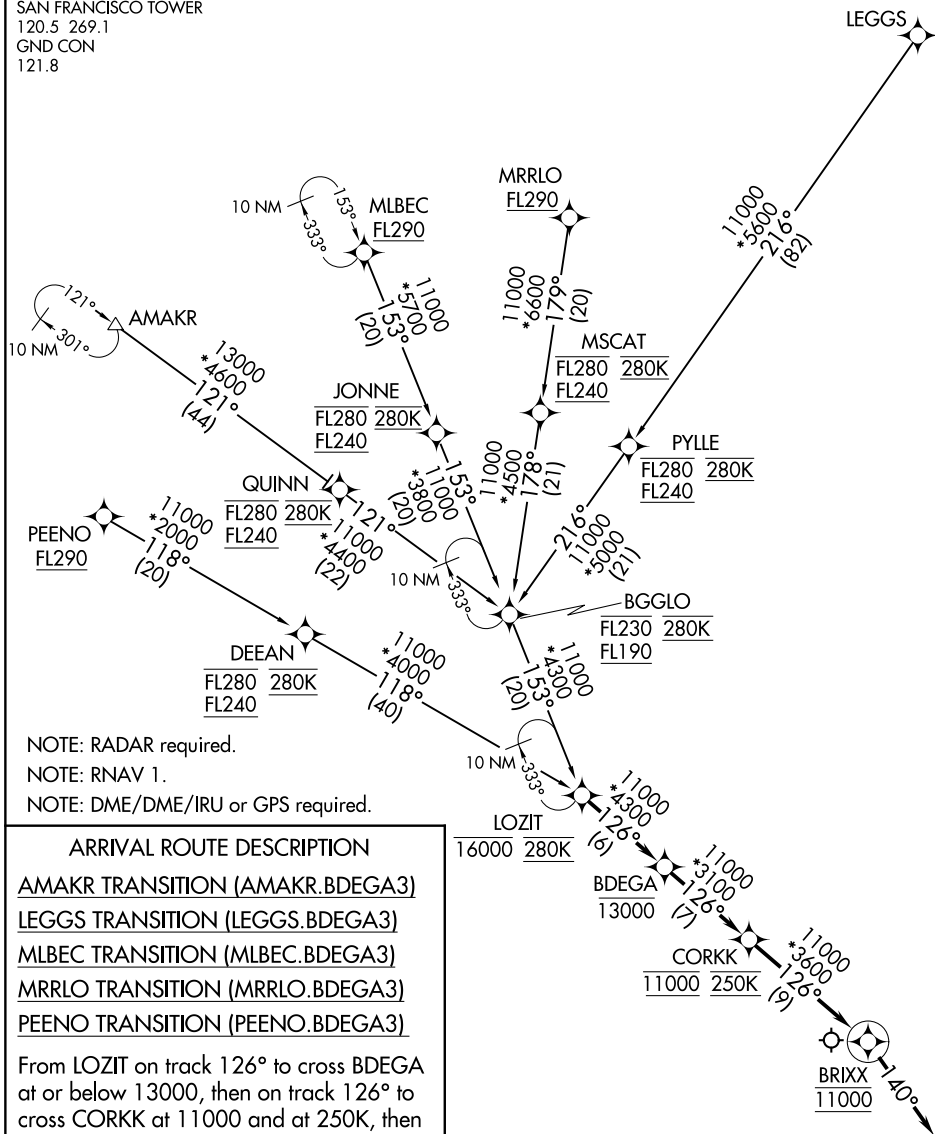 SAN FRANCISCO TOWER
120.5 269.1
GND CON
121.8
LEGGS
11000
*5600
216°
(82)
MRRLO
FL290
11000
*6600
179°
(20)
10 NM
153°
333°
MLBEC
FL290
11000
*5700
153°
(20)
121°
301°
10 NM
AMAKR
13000
*4600
121°
(44)
MSCAT
FL280 280K
FL240
JONNE
FL280 280K
FL240
PYLLE
FL280 280K
FL240
11000
*4500
178°
(21)
153°
11000
*3800
(20)
QUINN
FL280 280K
FL240
121°
11000
*4400
(22)
216°
11000
*5000
(21)
PEENO
FL290
11000
*2000
118°
(20)
10 NM
333°
BGGLO
FL230 280K
FL190
DEEAN
FL280 280K
FL240
11000
*4000
118°
(40)
11000
*4300
153°
(20)
NOTE: RADAR required.
NOTE: RNAV 1.
NOTE: DME/DME/IRU or GPS required.
10 NM
333°
LOZIT
16000 280K
11000
*4300
126°
(6)
BDEGA
13000
11000
*3100
126°
(7)
CORKK
11000 250K
11000
*3600
126°
(9)
BRIXX
11000
140°
ARRIVAL ROUTE DESCRIPTION
AMAKR TRANSITION (AMAKR.BDEGA3)
LEGGS TRANSITION (LEGGS.BDEGA3)
MLBEC TRANSITION (MLBEC.BDEGA3)
MRRLO TRANSITION (MRRLO.BDEGA3)
PEENO TRANSITION (PEENO.BDEGA3)
From LOZIT on track 126° to cross BDEGA
at or below 13000, then on track 126° to
cross CORKK at 11000 and at 250K, then